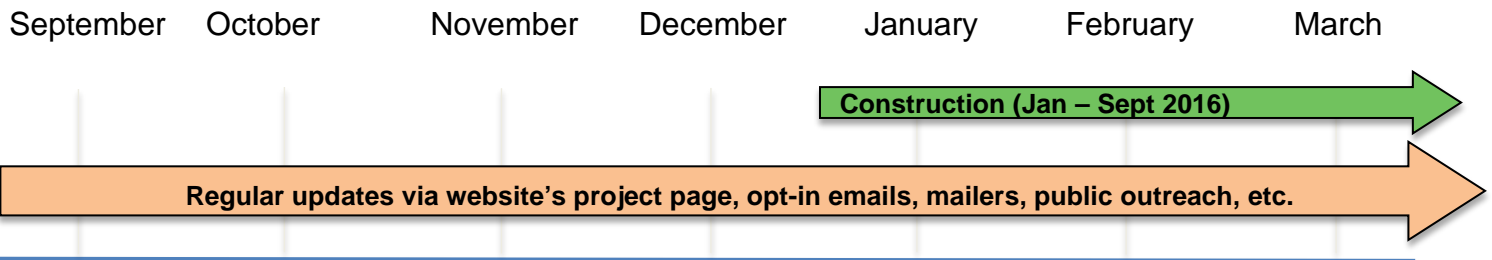 September October November December January February March
Construction (Jan – Sept 2016)
Regular updates via website's project page, opt-in emails, mailers, public outreach, etc.